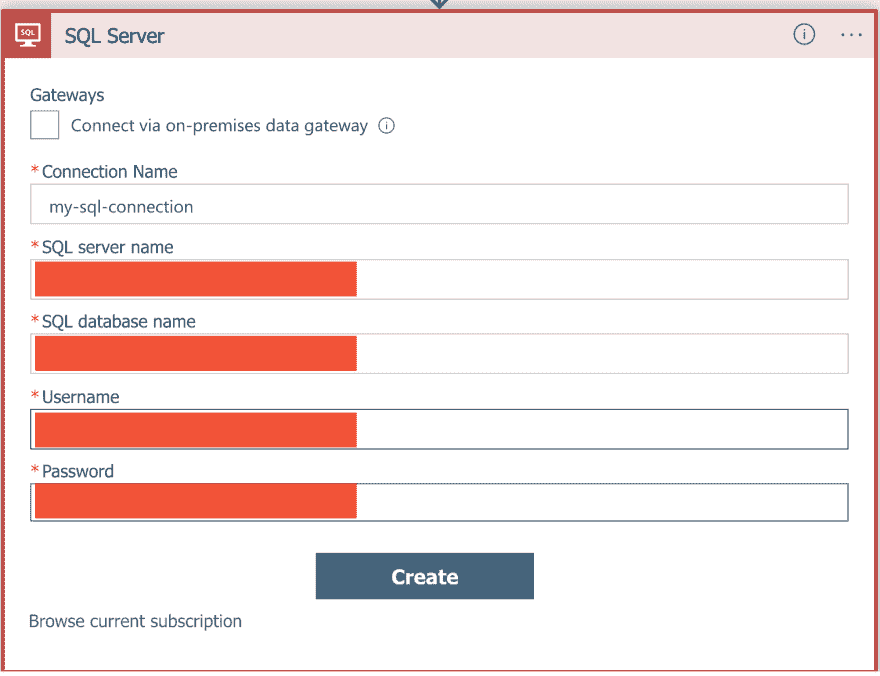 SQL
SQL Server
Gateways
Connect via on-premises data gateway
* Connection Name
my-sql-connection
* SQL server name
* SQL database name
* Username
* Password
Create
Browse current subscription